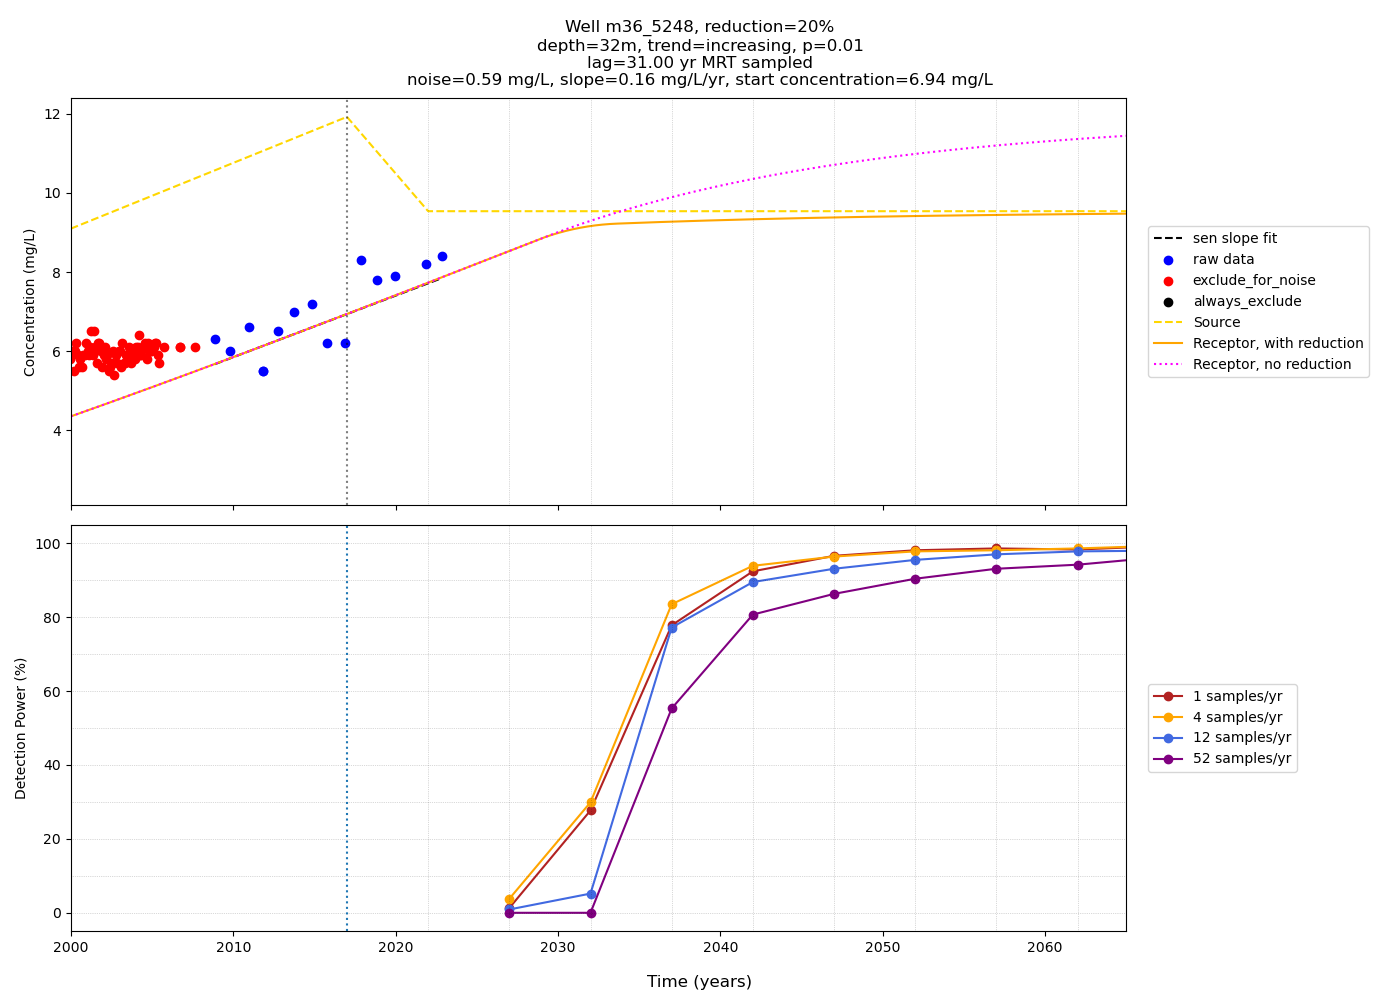 Well m36_5248, reduction=20%
depth=32m, trend=increasing, p=0.01
lag=31.00 yr MRT sampled
noise=0.59 mg/L, slope=0.16 mg/L/yr, start concentration=6.94 mg/L
12
10
8
6
4
Concentration (mg/L)
sen slope fit
raw data
exclude_for_noise
always_exclude
Source
Receptor, with reduction
Receptor, no reduction
100
80
60
40
20
0
Detection Power (%)
1 samples/yr
4 samples/yr
12 samples/yr
52 samples/yr
2000 2010 2020 2030 2040 2050 2060
Time (years)